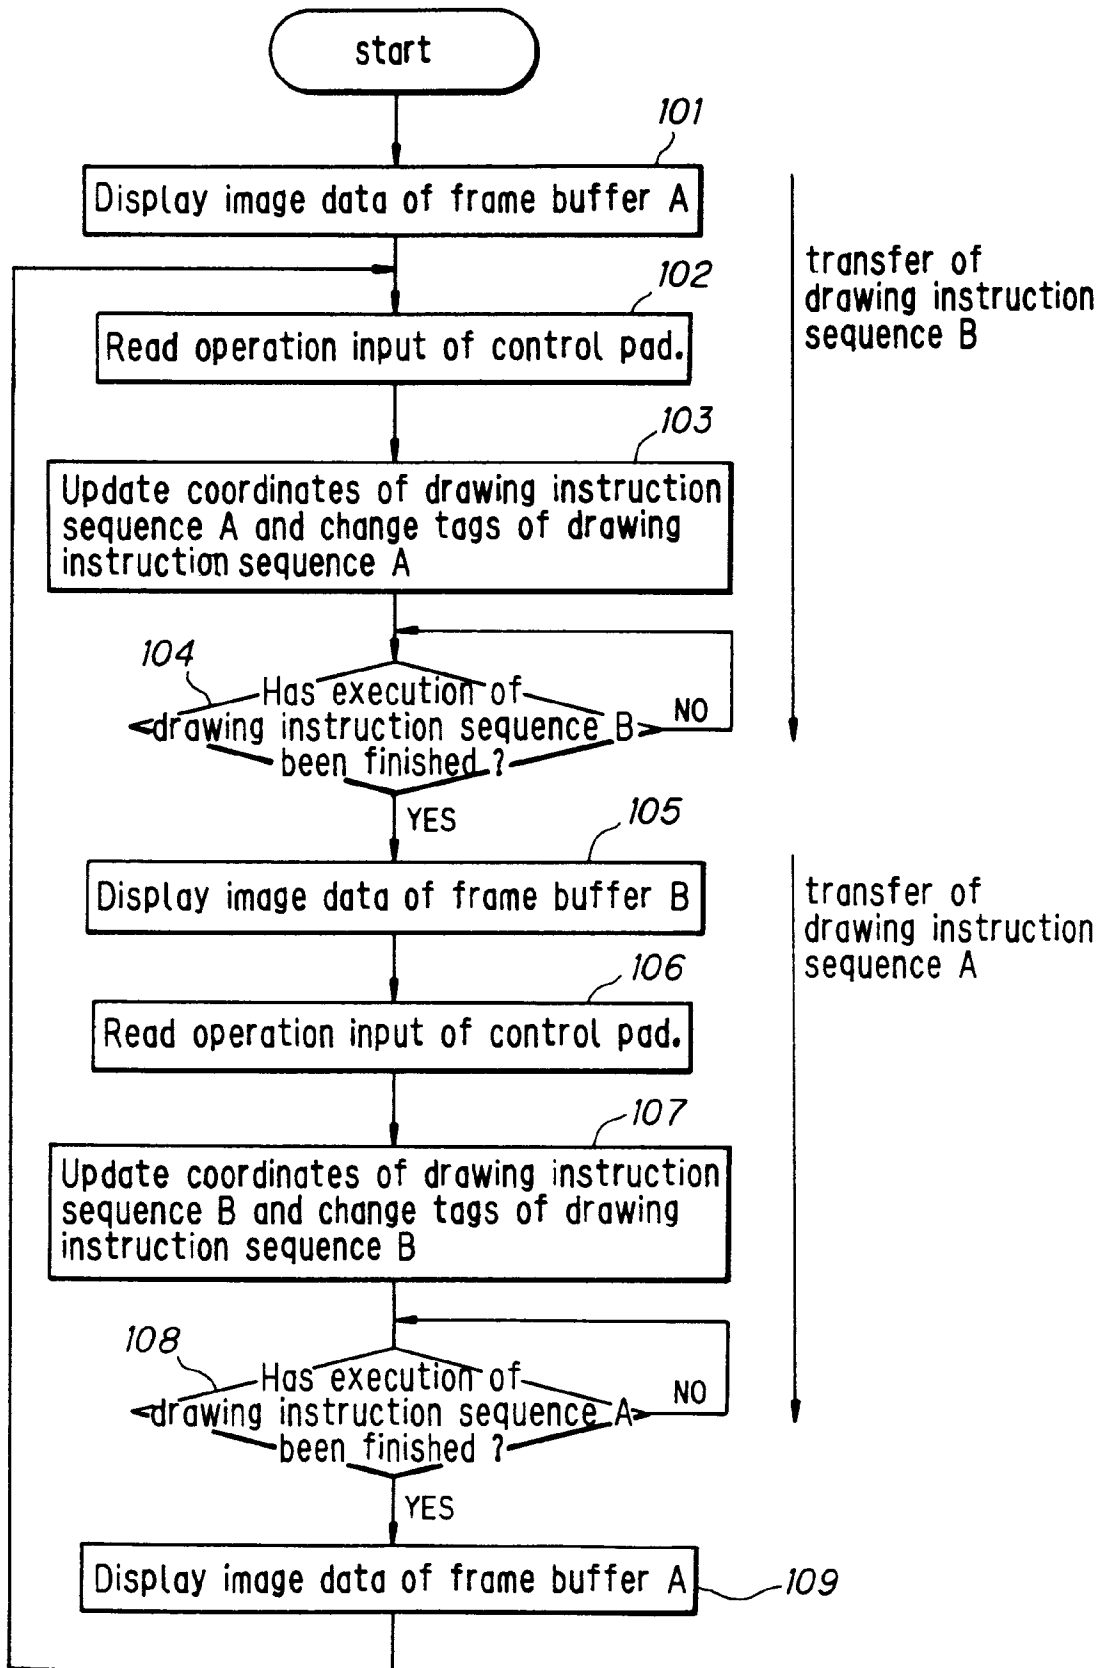 start
101
Display image data of frame buffer A
102
Read operation input of control pad.
103
Update coordinates of drawing instruction
sequence A and change tags of drawing
instruction sequence A
transfer of
drawing instruction
sequence B
104
Has execution of
drawing instruction sequence B
been finished ?
NO
YES
105
Display image data of frame buffer B
106
Read operation input of control pad.
107
Update coordinates of drawing instruction
sequence B and change tags of drawing
instruction sequence B
transfer of
drawing instruction
sequence A
108
Has execution of
drawing instruction sequence A
been finished ?
NO
YES
Display image data of frame buffer A
109